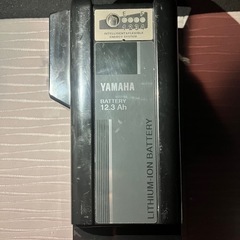 YAMAHA
BATTERY
12.3 Ah
LITHIUM-ION BATTERY